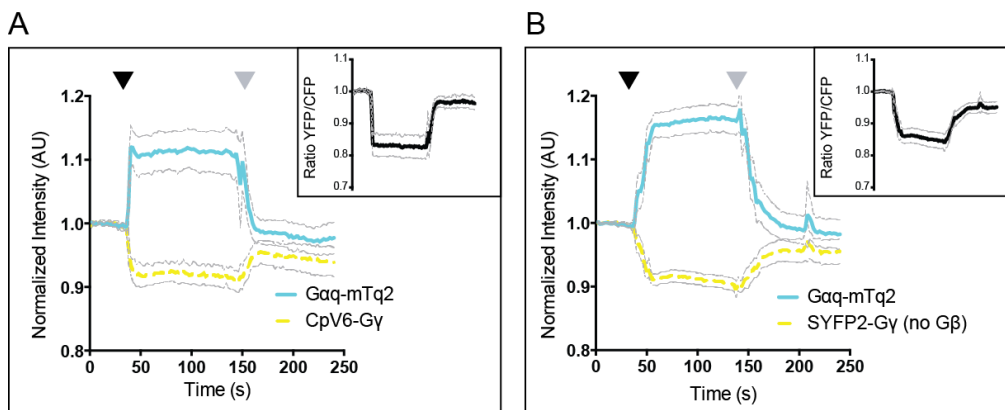 A
Normalized Intensity (AU)
1.2
1.1
1.0
0.9
0.8
0 50 100 150 200 250
Time (s)
Gαq-mTq2
CpV6-Gγ
Ratio YFP/CFP
1.1
1.0
0.9
0.8
0.7
B
Normalized Intensity (AU)
1.2
1.1
1.0
0.9
0.8
0 50 100 150 200 250
Time (s)
Gαq-mTq2
SYFP2-Gγ (no Gβ)
Ratio YFP/CFP
1.1
1.0
0.9
0.8
0.7